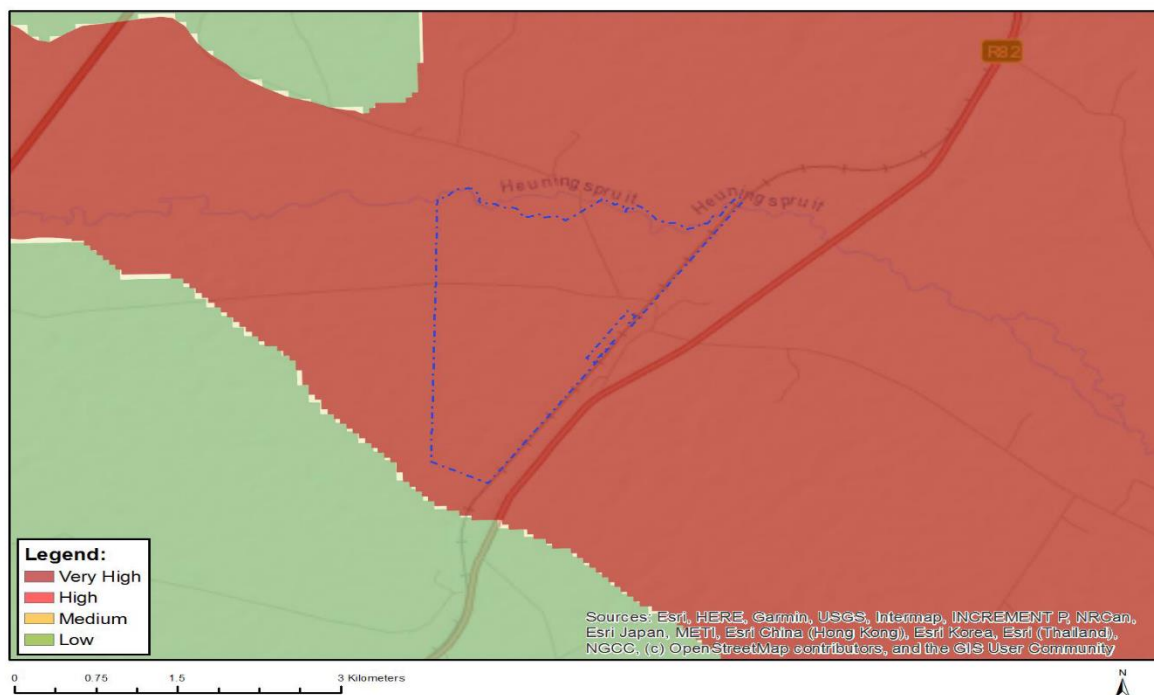 R82
Heuningspruit
Heuningspruit
Legend:
Very High
High
Medium
Low
Sources: Esri, HERE, Garmin, USGS, Intermap, INCREMENT P, NRCan,
Esri Japan, METI, Esri China (Hong Kong), Esri Korea, Esri (Thailand),
NGCC, (c) OpenStreetMap contributors, and the GIS User Community
0 0.75 1.5 3 Kilometers
N